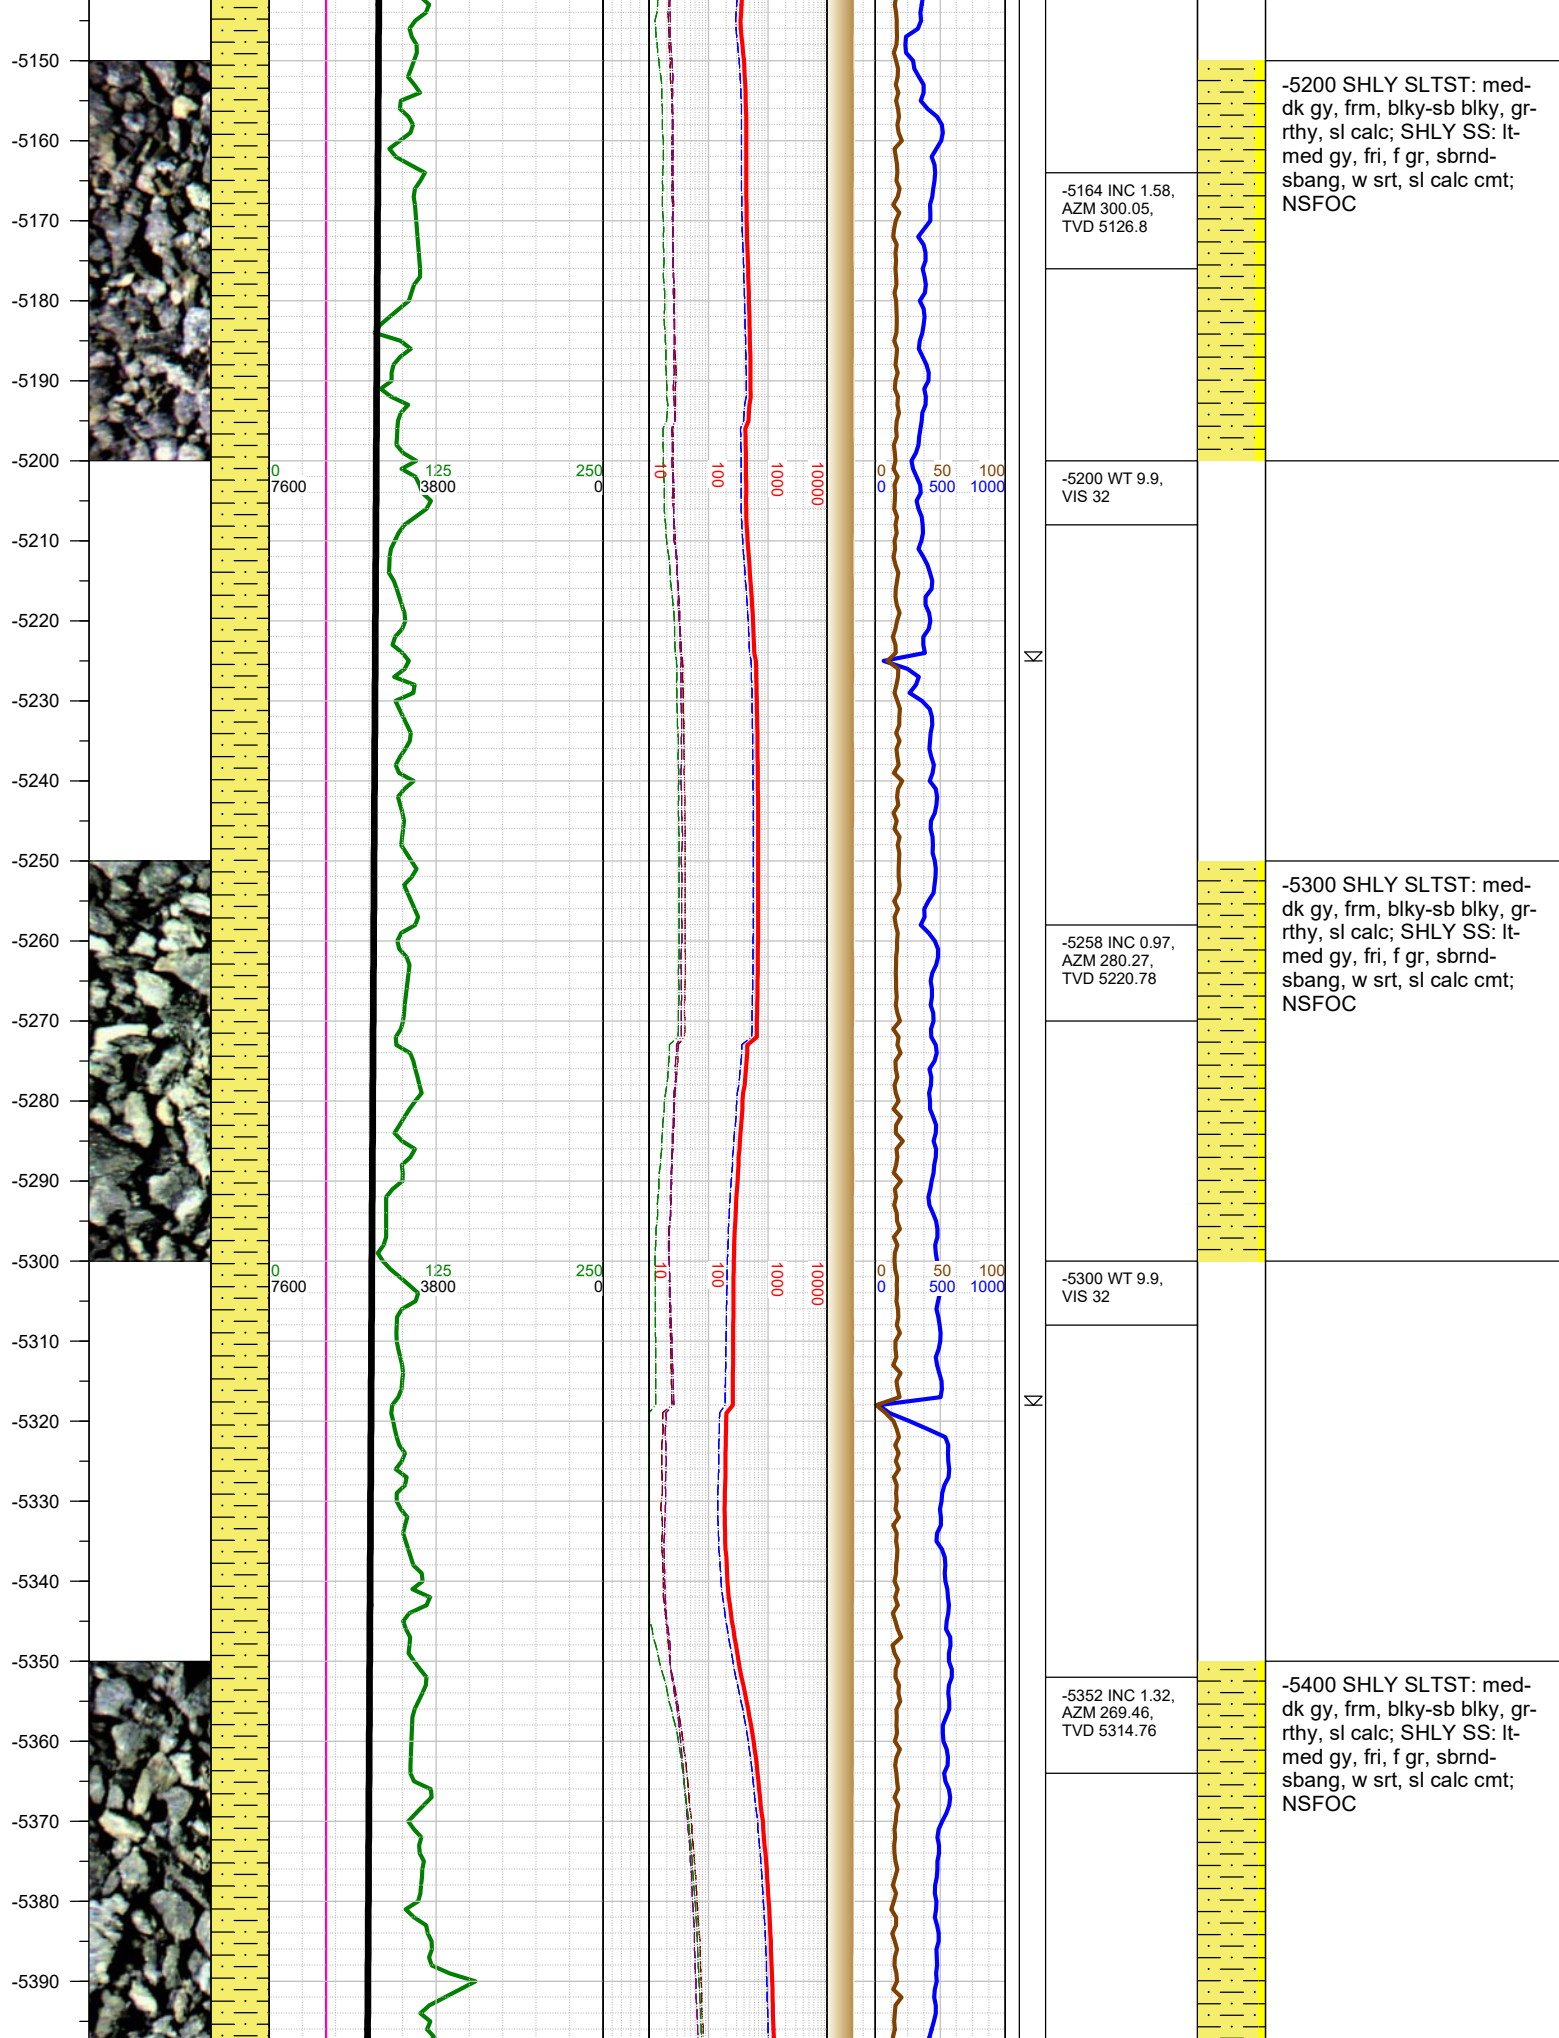 -5150
-5160
-5170
-5180
-5190
-5200
-5210
-5220
-5230
-5240
-5250
-5260
-5270
-5280
-5290
-5300
-5310
-5320
-5330
-5340
-5350
-5360
-5370
-5380
-5390
0 125 250
7600 3800 0
10 100 1000 10000
0 50 100
0 500 1000
0 125 250
7600 3800 0
10 100 1000 10000
0 50 100
0 500 1000
-5164 INC 1.58,
AZM 300.05,
TVD 5126.8
-5200 WT 9.9,
VIS 32
-5258 INC 0.97,
AZM 280.27,
TVD 5220.78
-5300 WT 9.9,
VIS 32
-5352 INC 1.32,
AZM 269.46,
TVD 5314.76
-5200 SHLY SLTST: med-
dk gy, frm, blky-sb blky, gr-
rthy, sl calc; SHLY SS: lt-
med gy, fri, f gr, sbrnd-
sbang, w srt, sl calc cmt;
NSFOC
-5300 SHLY SLTST: med-
dk gy, frm, blky-sb blky, gr-
rthy, sl calc; SHLY SS: lt-
med gy, fri, f gr, sbrnd-
sbang, w srt, sl calc cmt;
NSFOC
-5400 SHLY SLTST: med-
dk gy, frm, blky-sb blky, gr-
rthy, sl calc; SHLY SS: lt-
med gy, fri, f gr, sbrnd-
sbang, w srt, sl calc cmt;
NSFOC